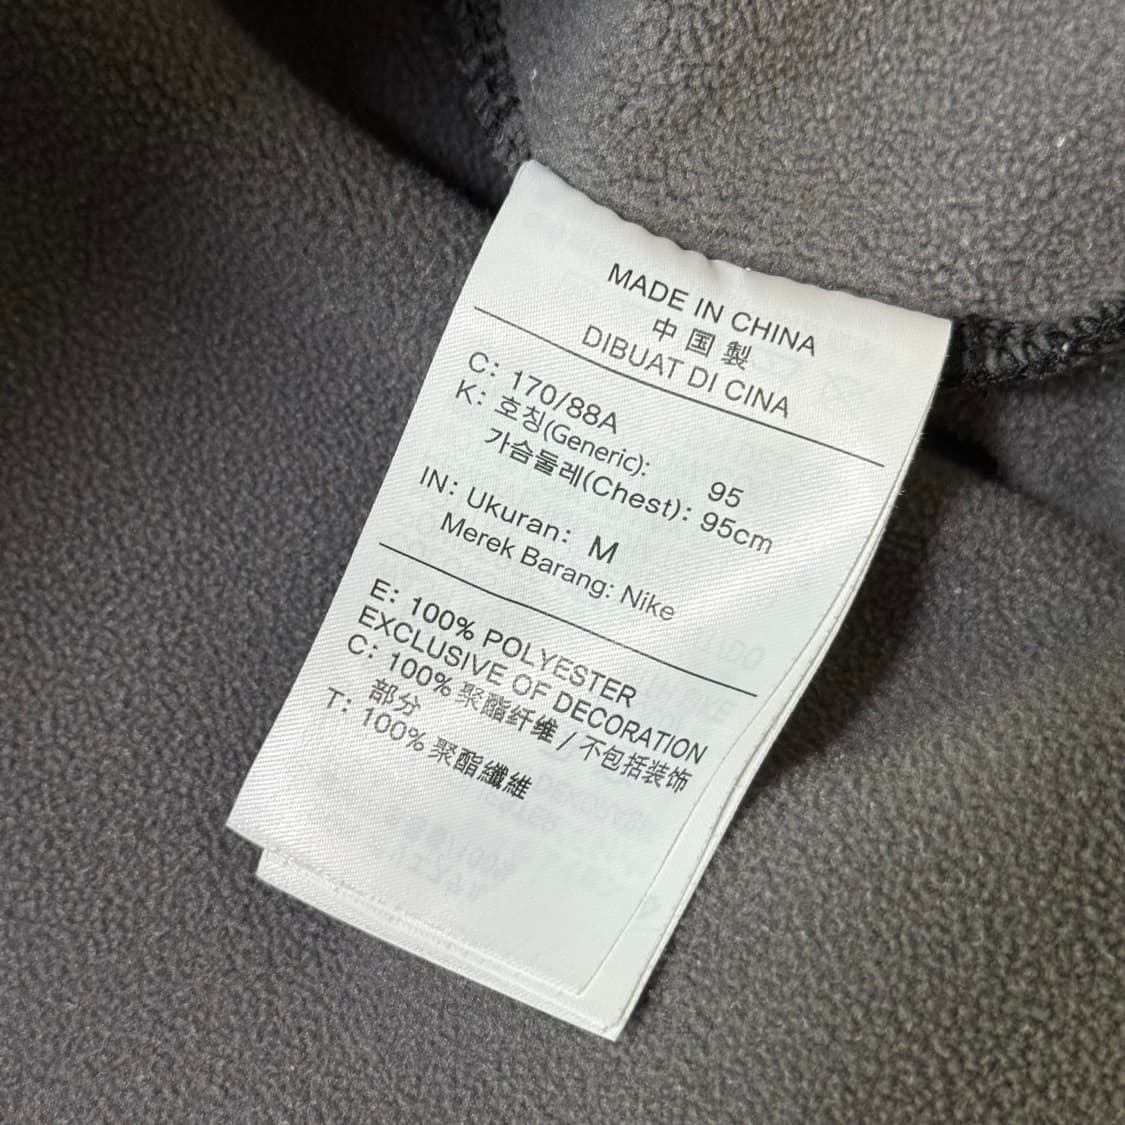 MADE IN CHINA
中国製
DIBUAT DI CINA
C: 170/88A
K: 호칭(Generic): 95
가슴둘레(Chest): 95cm
IN: Ukuran: M
Merek Barang: Nike
E: 100% POLYESTER
EXCLUSIVE OF DECORATION
C: 100% 聚酯纤维 / 不包括装饰
部分
T: 100% 聚酯纖維